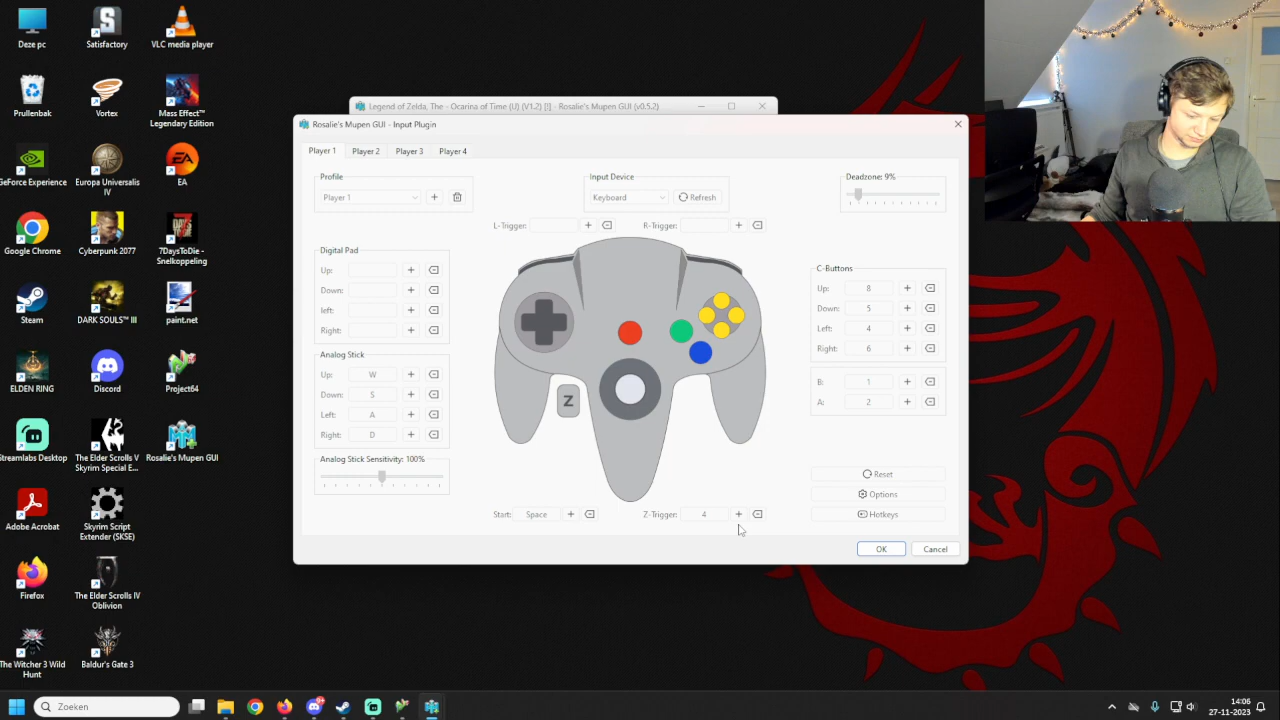 Deze pc
Satisfactory
VLC media player
Prullenbak
Vortex
Mass Effect™
Legendary Edition
GeForce Experience
Europa Universalis
IV
EA
Google Chrome
Cyberpunk 2077
7DaysToDie -
Snelkoppeling
Steam
DARK SOULS™ III
paint.net
ELDEN RING
Discord
Project64
Streamlabs Desktop
The Elder Scrolls V
Skyrim Special E...
Rosalie's Mupen GUI
Adobe Acrobat
Skyrim Script
Extender (SKSE)
Firefox
The Elder Scrolls IV
Oblivion
The Witcher 3 Wild
Hunt
Baldur's Gate 3
Legend of Zelda, The - Ocarina of Time (U) (V1.2) [!] - Rosalie's Mupen GUI (v0.5.2)
Rosalie's Mupen GUI - Input Plugin
Player 1
Player 2
Player 3
Player 4
Profile
Player 1
Input Device
Keyboard
Refresh
Deadzone: 9%
L-Trigger:
R-Trigger:
Digital Pad
Up:
Down:
left:
Right:
Analog Stick
Up: W
Down: S
Left: A
Right: D
Analog Stick Sensitivity: 100%
Z
C-Buttons
Up: 8
Down: 5
Left: 4
Right: 6
B: 1
A: 2
Reset
Options
Hotkeys
Start: Space
Z-Trigger: 4
OK
Cancel
Zoeken
9+
14:06
27-11-2023